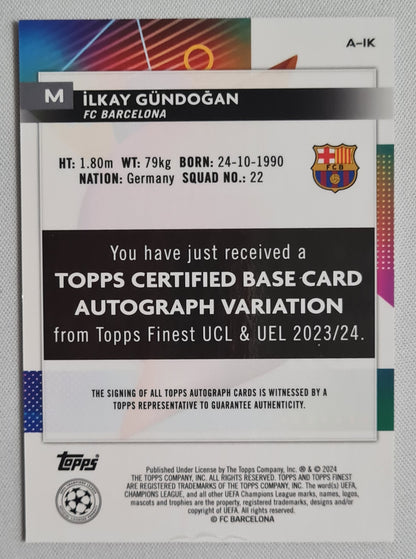 A-IK
M
İLKAY GÜNDOĞAN
FC BARCELONA
HT: 1.80m WT: 79kg BORN: 24-10-1990
NATION: Germany SQUAD NO.: 22
FCB
You have just received a
TOPPS CERTIFIED BASE CARD
AUTOGRAPH VARIATION
from Topps Finest UCL & UEL 2023/24.
THE SIGNING OF ALL TOPPS AUTOGRAPH CARDS IS WITNESSED BY A
TOPPS REPRESENTATIVE TO GUARANTEE AUTHENTICITY.
Topps
Published Under License by The Topps Company, Inc. ® & © 2024
THE TOPPS COMPANY, INC. ALL RIGHTS RESERVED. TOPPS AND TOPPS FINEST
ARE REGISTERED TRADEMARKS OF THE TOPPS COMPANY, INC. The word(s) UEFA,
CHAMPIONS LEAGUE, and all other UEFA Champions League marks, names, logos,
mascots and trophies are the property, registered trademarks, designs and/or
copyright of UEFA. All Rights Reserved.
© FC BARCELONA